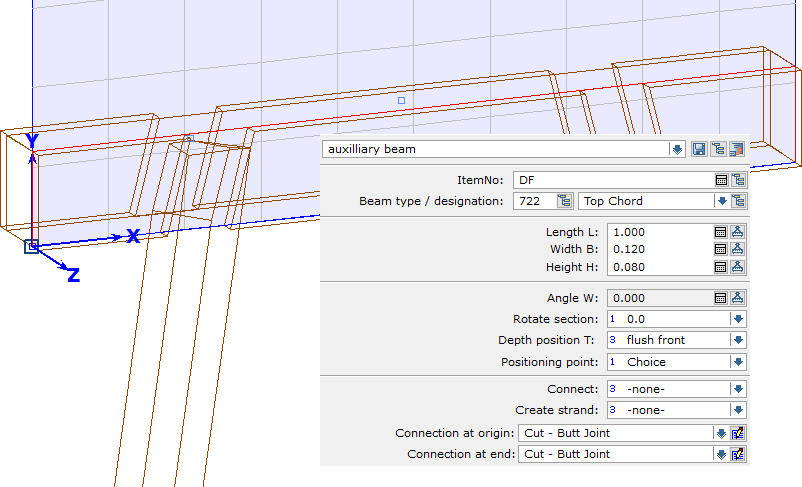 Y
X
Z
auxilliary beam
ItemNo: DF
Beam type / designation: 722 Top Chord
Length L: 1.000
Width B: 0.120
Height H: 0.080
Angle W: 0.000
Rotate section: 1 0.0
Depth position T: 3 flush front
Positioning point: 1 Choice
Connect: 3 -none-
Create strand: 3 -none-
Connection at origin: Cut - Butt Joint
Connection at end: Cut - Butt Joint